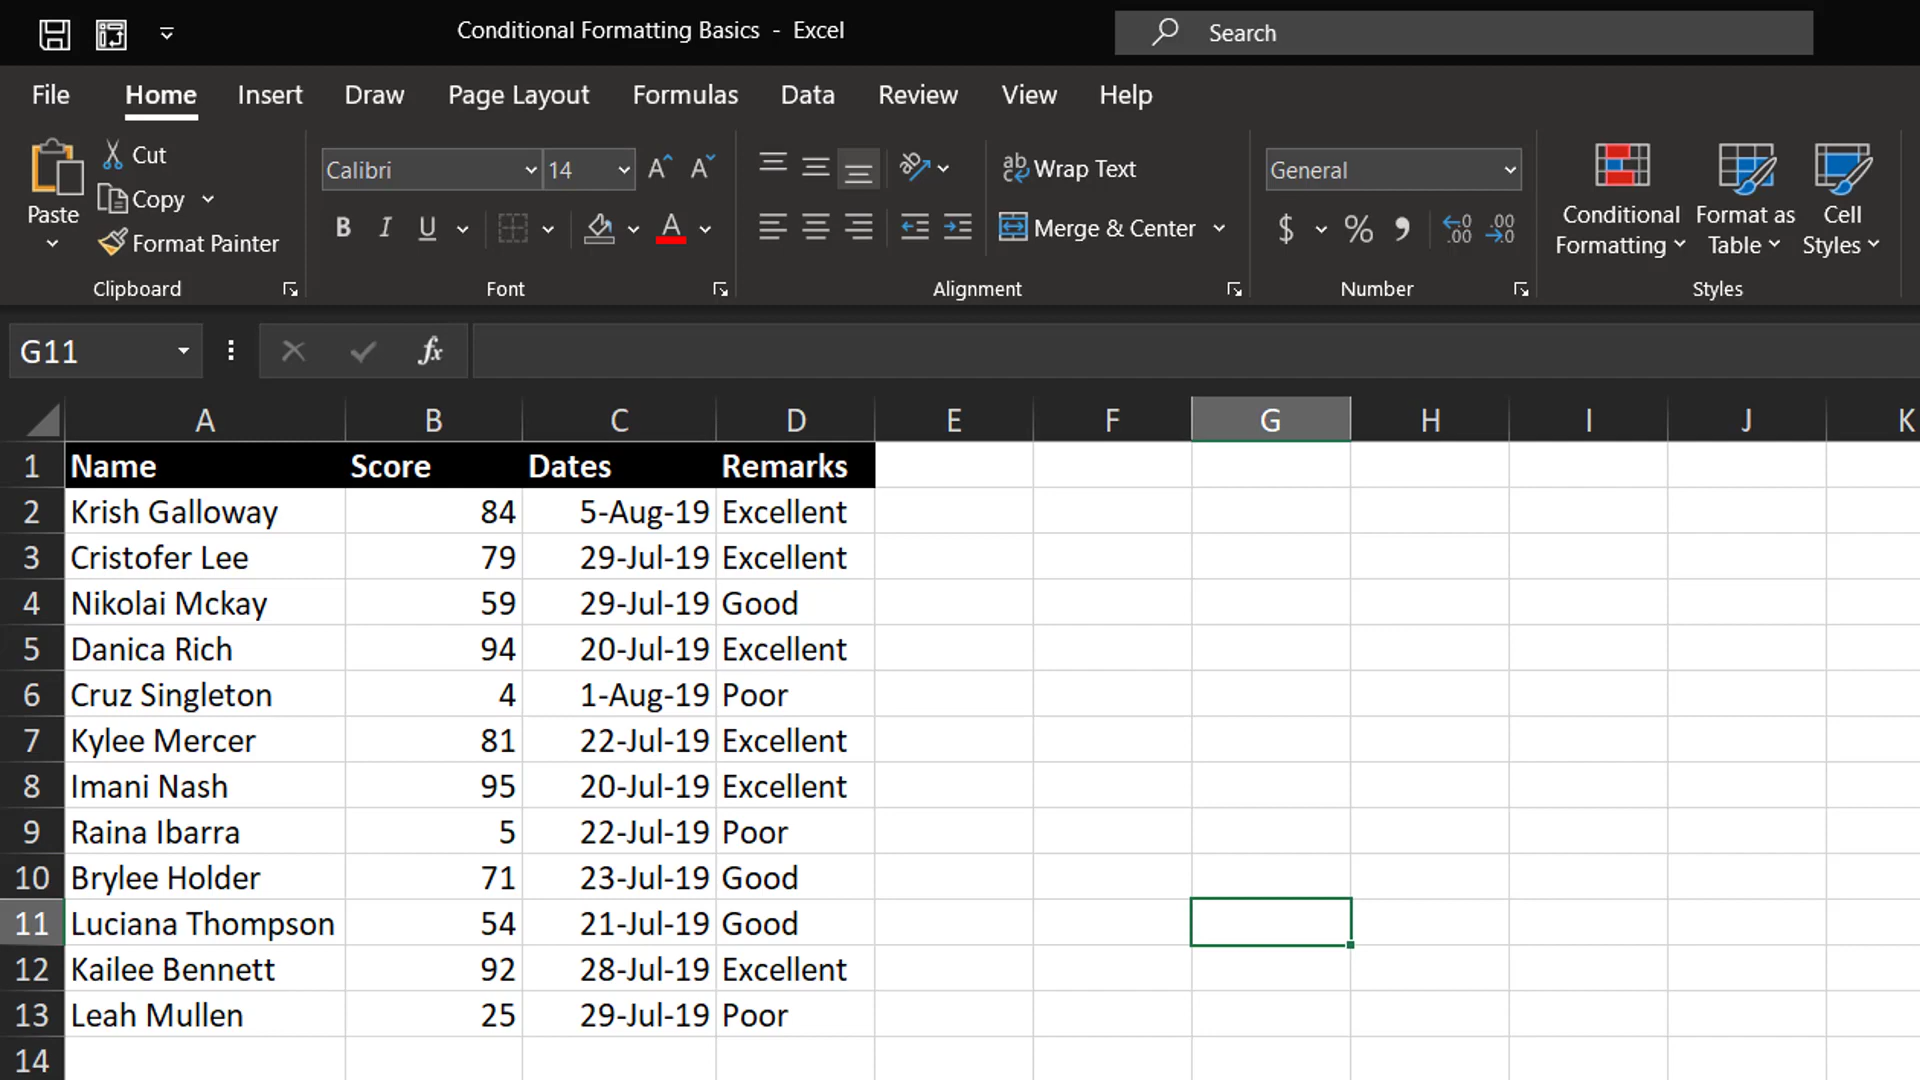 Conditional Formatting Basics - Excel
Search
File Home Insert Draw Page Layout Formulas Data Review View Help
Paste
Cut
Copy
Format Painter
Clipboard
Calibri 14 A A
B I U A
Font
ab Wrap Text
Merge & Center
Alignment
General
$ % , .00 .00
Number
Conditional Formatting
Format as Table
Cell Styles
Styles
G11 fx
A B C D E F G H I J K
1 Name Score Dates Remarks
2 Krish Galloway 84 5-Aug-19 Excellent
3 Cristofer Lee 79 29-Jul-19 Excellent
4 Nikolai Mckay 59 29-Jul-19 Good
5 Danica Rich 94 20-Jul-19 Excellent
6 Cruz Singleton 4 1-Aug-19 Poor
7 Kylee Mercer 81 22-Jul-19 Excellent
8 Imani Nash 95 20-Jul-19 Excellent
9 Raina Ibarra 5 22-Jul-19 Poor
10 Brylee Holder 71 23-Jul-19 Good
11 Luciana Thompson 54 21-Jul-19 Good
12 Kailee Bennett 92 28-Jul-19 Excellent
13 Leah Mullen 25 29-Jul-19 Poor
14